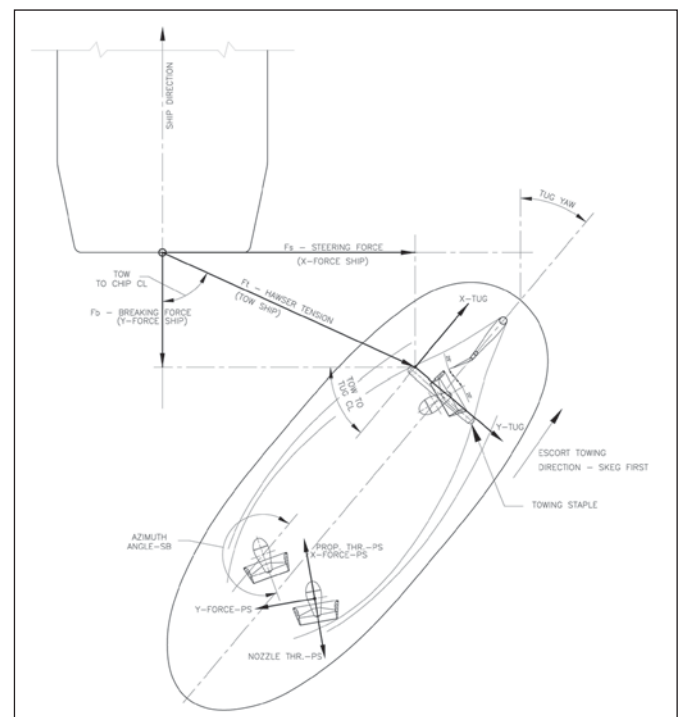 SHIP DIRECTION
TUG YAW
Fs - STEERING FORCE
(X-FORCE SHIP)
TOW
TO CHIP CL
Ft - HAWSER TENSION
(TOW SHIP)
Fb - BREAKING FORCE
(Y-FORCE SHIP)
X-TUG
TOW TO
TUG CL
Y-TUG
ESCORT TOWING
DIRECTION - SKEG FIRST
TOWING STAPLE
AZIMUTH
ANGLE-SB
PROP. THR.-PS
X-FORCE-PS
Y-FORCE-PS
NOZZLE THR.-PS